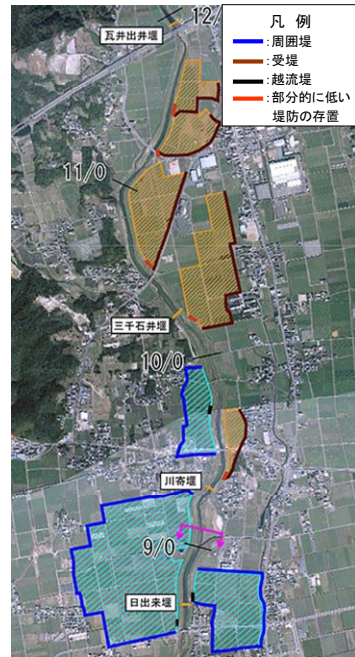 12/
瓦井出井堰
凡 例
:周囲堤
:受堤
:越流堤
:部分的に低い
堤防の存置
11/0
三千石井堰
10/0
川寄堰
9/0
日出来堰